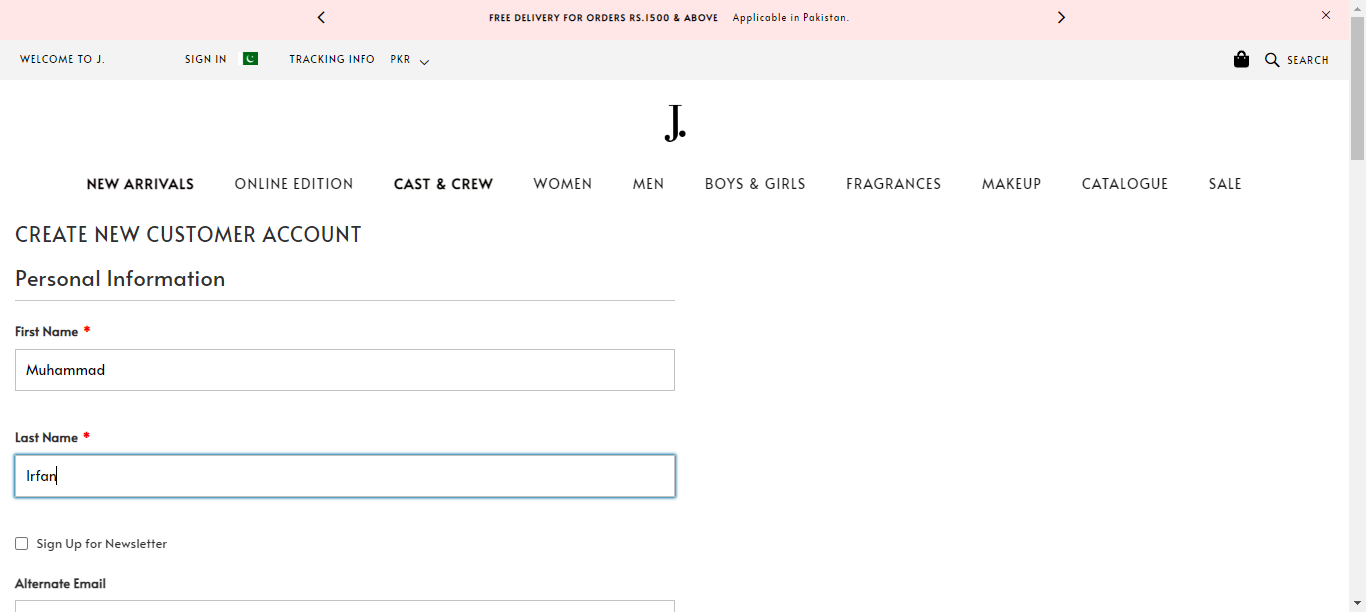 FREE DELIVERY FOR ORDERS RS.1500 & ABOVE Applicable in Pakistan.
WELCOME TO J. SIGN IN TRACKING INFO PKR SEARCH
J.
NEW ARRIVALS ONLINE EDITION CAST & CREW WOMEN MEN BOYS & GIRLS FRAGRANCES MAKEUP CATALOGUE SALE
CREATE NEW CUSTOMER ACCOUNT
Personal Information
First Name *
Muhammad
Last Name *
Irfan
Sign Up for Newsletter
Alternate Email